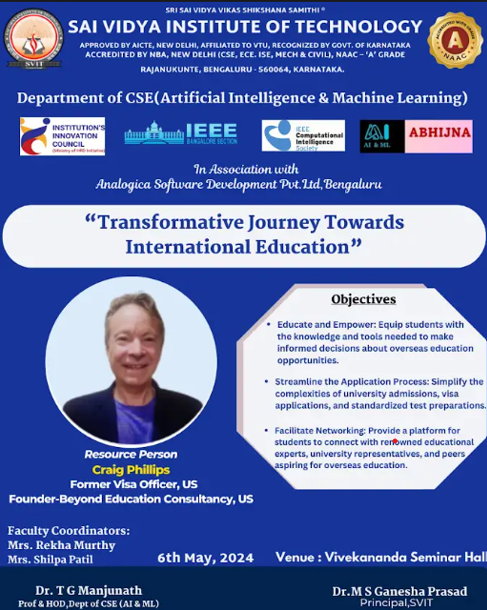 SRI SAI VIDYA VIKAS SHIKSHANA SAMITHI ®
SAI VIDYA INSTITUTE OF TECHNOLOGY
APPROVED BY AICTE, NEW DELHI, AFFILIATED TO VTU, RECOGNIZED BY GOVT. OF KARNATAKA
ACCREDITED BY NBA, NEW DELHI (CSE, ECE, ISE, MECH & CIVIL), NAAC – 'A' GRADE
RAJANUKUNTE, BENGALURU - 560064, KARNATAKA.
SVIT
A
NAAC
Department of CSE(Artificial Intelligence & Machine Learning)
INSTITUTION'S
INNOVATION
COUNCIL
IEEE
BANGALORE SECTION
IEEE
Computational
Intelligence
Society
AI
AI & ML
ABHIJNA
In Association with
Analogica Software Development Pvt.Ltd,Bengaluru
“Transformative Journey Towards
International Education”
Objectives
• Educate and Empower: Equip students with
the knowledge and tools needed to make
informed decisions about overseas education
opportunities.
• Streamline the Application Process: Simplify the
complexities of university admissions, visa
applications, and standardized test preparations.
• Facilitate Networking: Provide a platform for
students to connect with renowned educational
experts, university representatives, and peers
aspiring for overseas education.
Resource Person
Craig Phillips
Former Visa Officer, US
Founder-Beyond Education Consultancy, US
Faculty Coordinators:
Mrs. Rekha Murthy
Mrs. Shilpa Patil
6th May, 2024
Venue : Vivekananda Seminar Hall
Dr. T G Manjunath
Prof & HOD,Dept of CSE (AI & ML)
Dr.M S Ganesha Prasad
Principal,SVIT